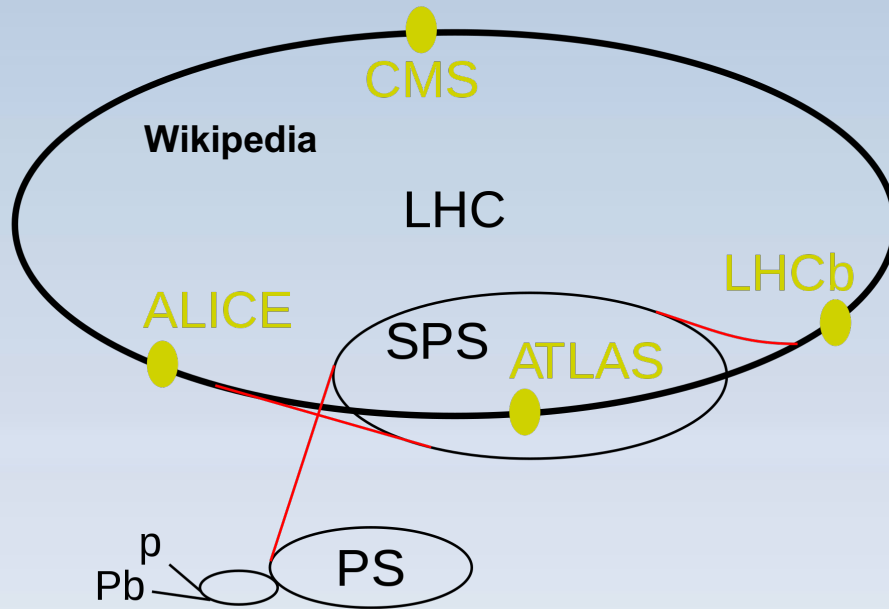 CMS
Wikipedia
LHC
LHCb
ALICE
SPS
ATLAS
p
Pb
PS